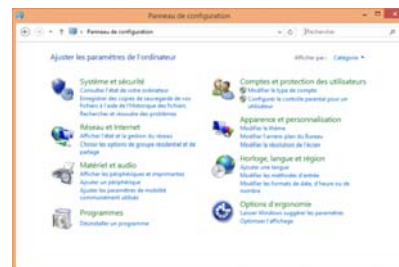 Panneau de configuration
Panneau de configuration
Rechercher
Ajuster les paramètres de l'ordinateur
Afficher par : Catégorie
Système et sécurité
Consulter l'état de votre ordinateur
Enregistrer des copies de sauvegarde de vos
fichiers à l'aide de l'Historique des fichiers
Rechercher et résoudre des problèmes
Réseau et Internet
Afficher l'état et la gestion du réseau
Choisir les options de groupe résidentiel et de
partage
Matériel et audio
Afficher les périphériques et imprimantes
Ajouter un périphérique
Ajuster les paramètres de mobilité
communément utilisés
Programmes
Désinstaller un programme
Comptes et protection des utilisateurs
Modifier le type de compte
Configurer le contrôle parental pour un
utilisateur
Apparence et personnalisation
Modifier le thème
Modifier l'arrière-plan du Bureau
Modifier la résolution de l'écran
Horloge, langue et région
Ajouter une langue
Modifier les méthodes d'entrée
Modifier les formats de date, d'heure ou de
nombre
Options d'ergonomie
Laisser Windows suggérer les paramètres
Optimiser l'affichage